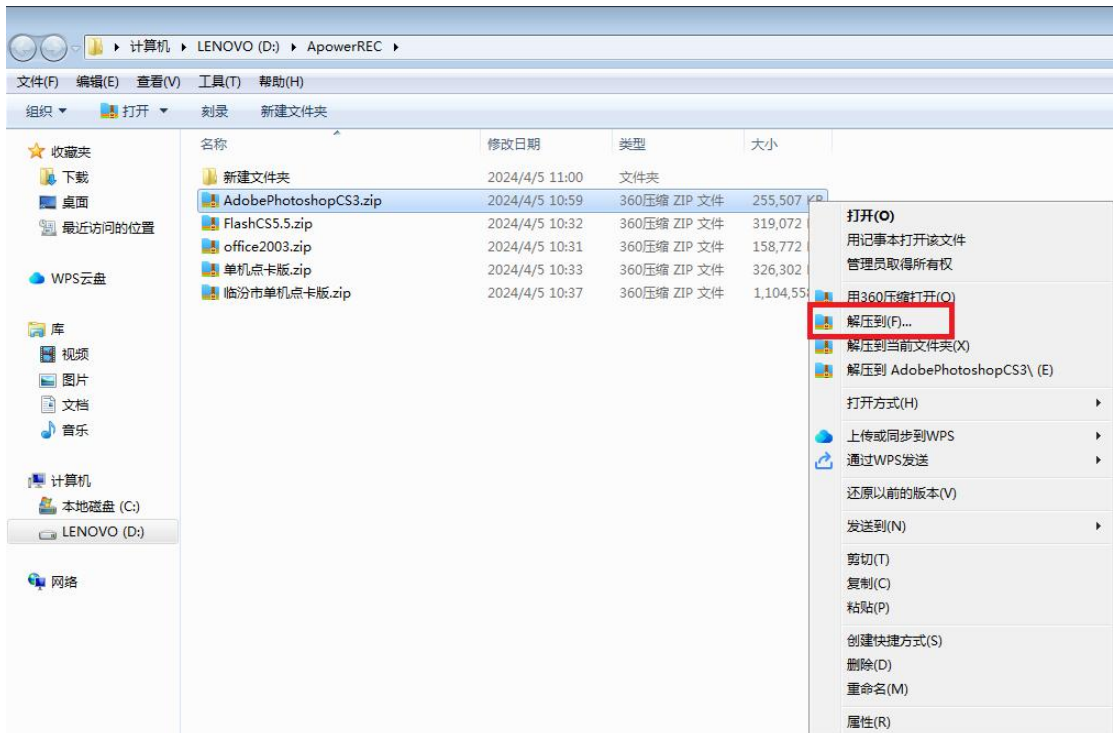 计算机 LENOVO (D:) ApowerREC
文件(F) 编辑(E) 查看(V) 工具(T) 帮助(H)
组织 打开 刻录 新建文件夹
收藏夹
下载
桌面
最近访问的位置
WPS云盘
库
视频
图片
文档
音乐
计算机
本地磁盘 (C:)
LENOVO (D:)
网络
名称 修改日期 类型 大小
新建文件夹 2024/4/5 11:00 文件夹
AdobePhotoshopCS3.zip 2024/4/5 10:59 360压缩 ZIP 文件 255,507 KB
FlashCS5.5.zip 2024/4/5 10:32 360压缩 ZIP 文件 319,072
office2003.zip 2024/4/5 10:31 360压缩 ZIP 文件 158,772
单机点卡版.zip 2024/4/5 10:33 360压缩 ZIP 文件 326,302
临汾市单机点卡版.zip 2024/4/5 10:37 360压缩 ZIP 文件 1,104,558
打开(O)
用记事本打开该文件
管理员取得所有权
用360压缩打开(Q)
解压到(F)...
解压到当前文件夹(X)
解压到 AdobePhotoshopCS3\ (E)
打开方式(H)
上传或同步到WPS
通过WPS发送
还原以前的版本(V)
发送到(N)
剪切(T)
复制(C)
粘贴(P)
创建快捷方式(S)
删除(D)
重命名(M)
属性(R)